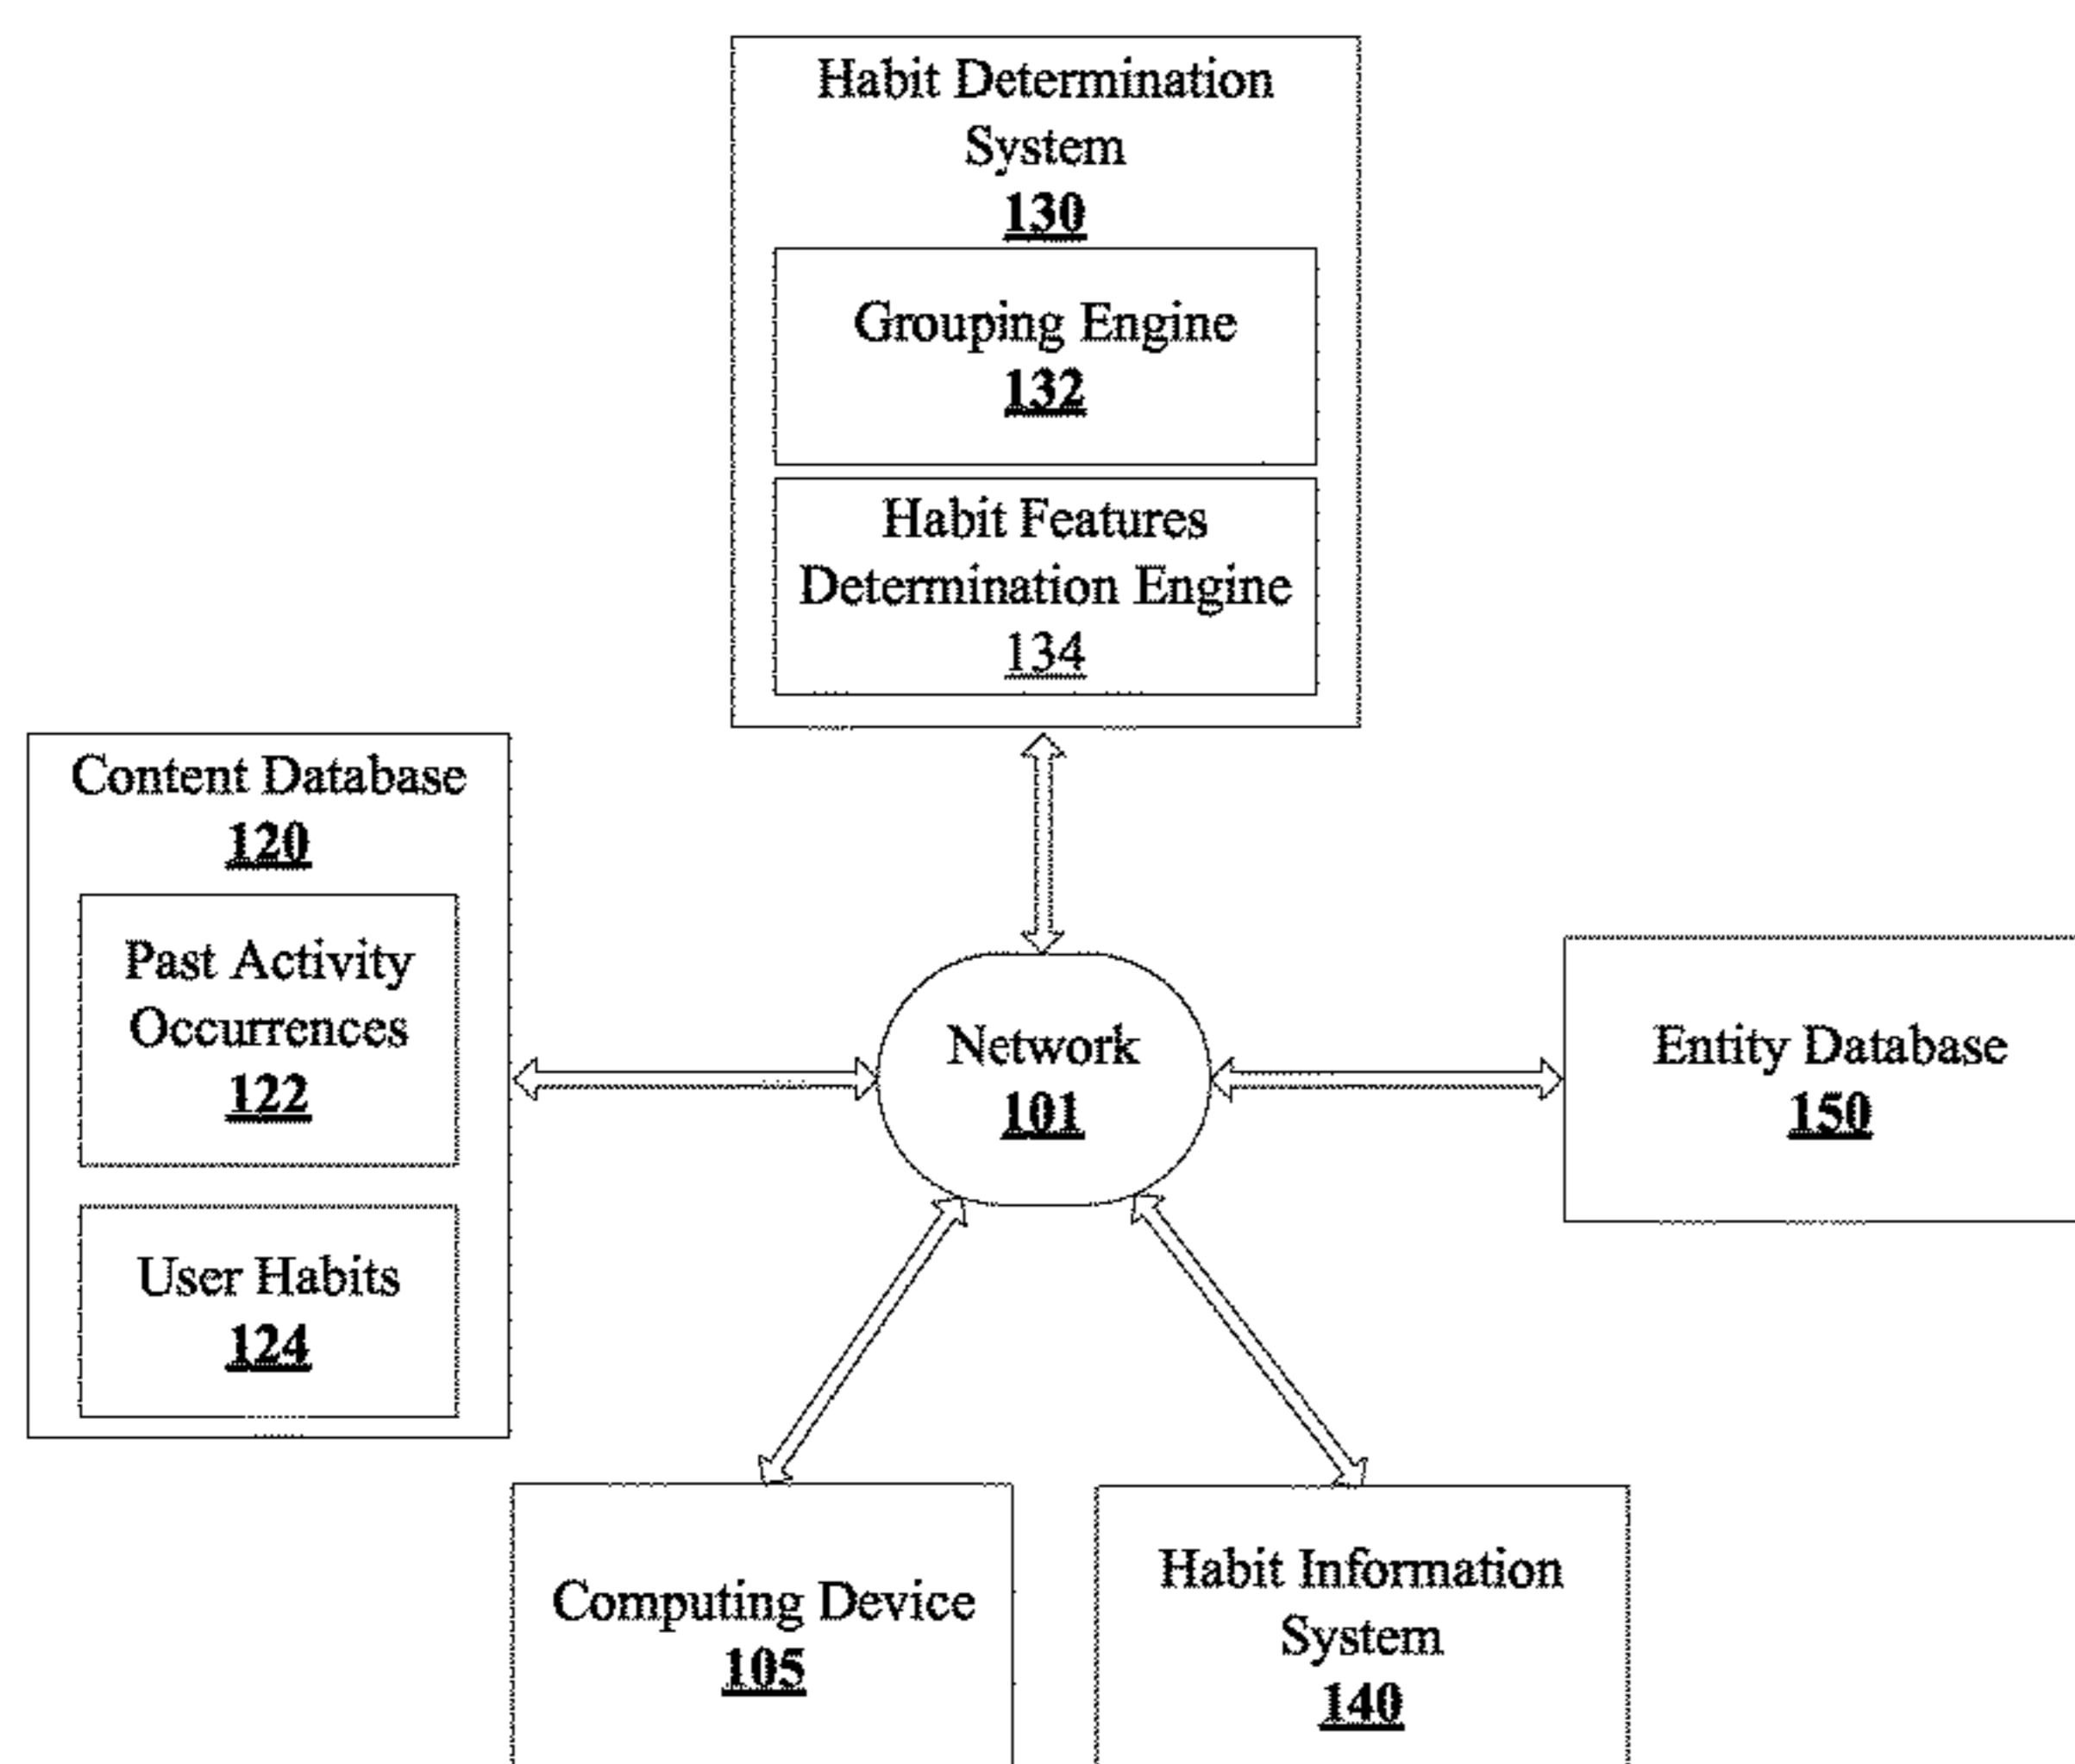 Habit Determination
System
130
Grouping Engine
132
Habit Features
Determination Engine
134
Content Database
120
Past Activity
Occurrences
122
User Habits
124
Network
101
Entity Database
150
Computing Device
105
Habit Information
System
140